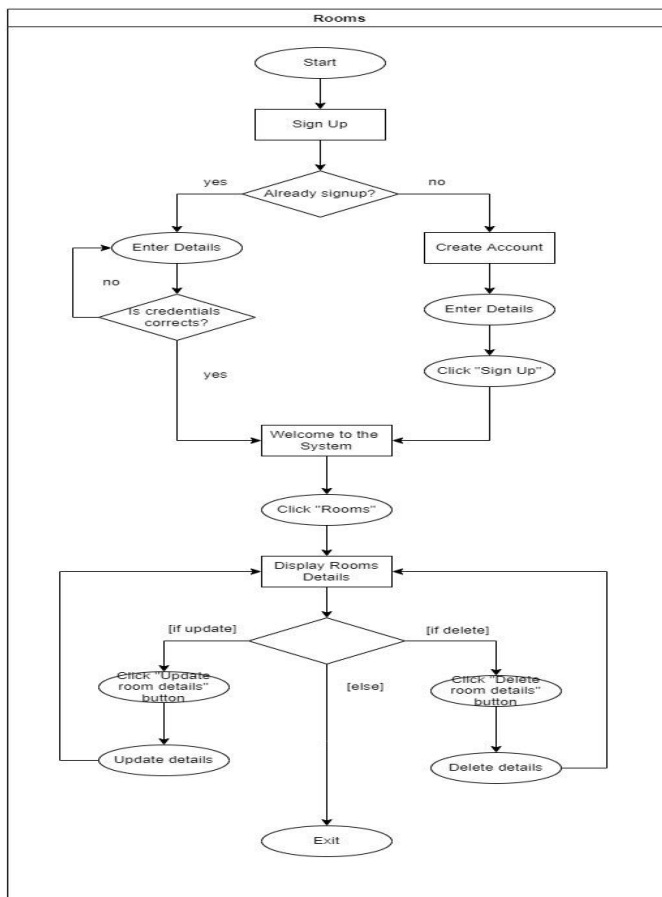 Rooms
Start
Sign Up
Already signup?
yes
no
Enter Details
Create Account
no
Is credentials
corrects?
Enter Details
yes
Click "Sign Up"
Welcome to the
System
Click "Rooms"
Display Rooms
Details
[if update]
[if delete]
[else]
Click "Update
room details"
button
Click "Delete
room details"
button
Update details
Delete details
Exit